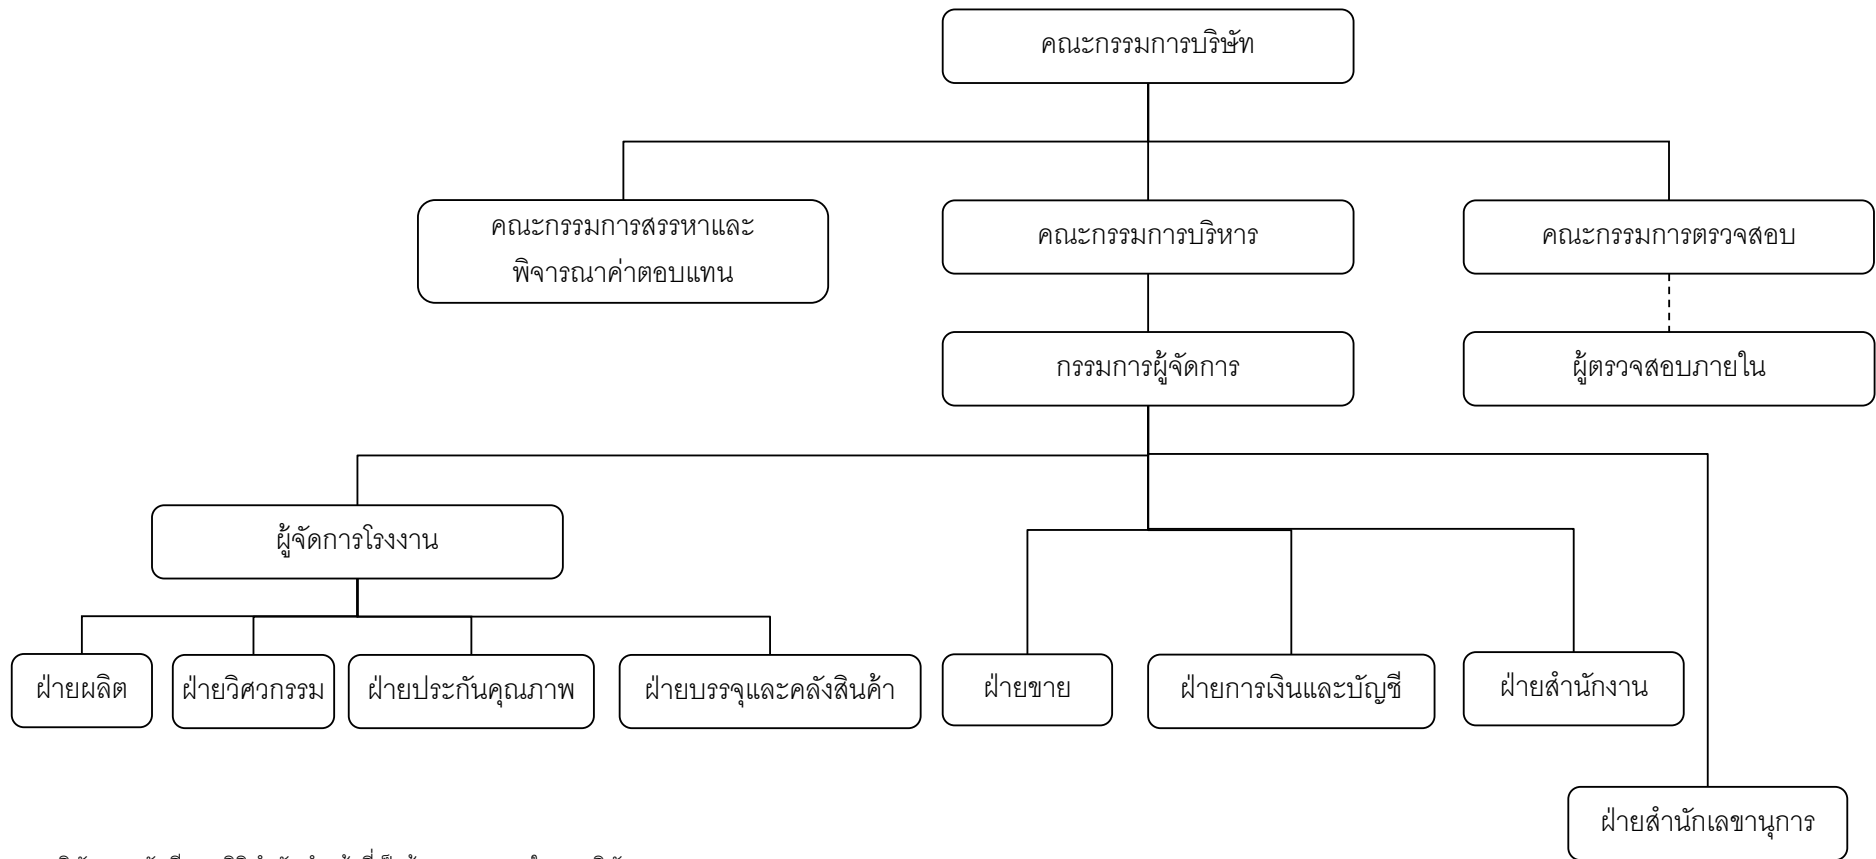 คณะกรรมการบริษัท
คณะกรรมการสรรหาและ
พิจารณาค่าตอบแทน
คณะกรรมการบริหาร
คณะกรรมการตรวจสอบ
กรรมการผู้จัดการ
ผู้ตรวจสอบภายใน
ผู้จัดการโรงงาน
ฝ่ายผลิต
ฝ่ายวิศวกรรม
ฝ่ายประกันคุณภาพ
ฝ่ายบรรจุและคลังสินค้า
ฝ่ายขาย
ฝ่ายการเงินและบัญชี
ฝ่ายสำนักงาน
ฝ่ายสำนักเลขานุการ